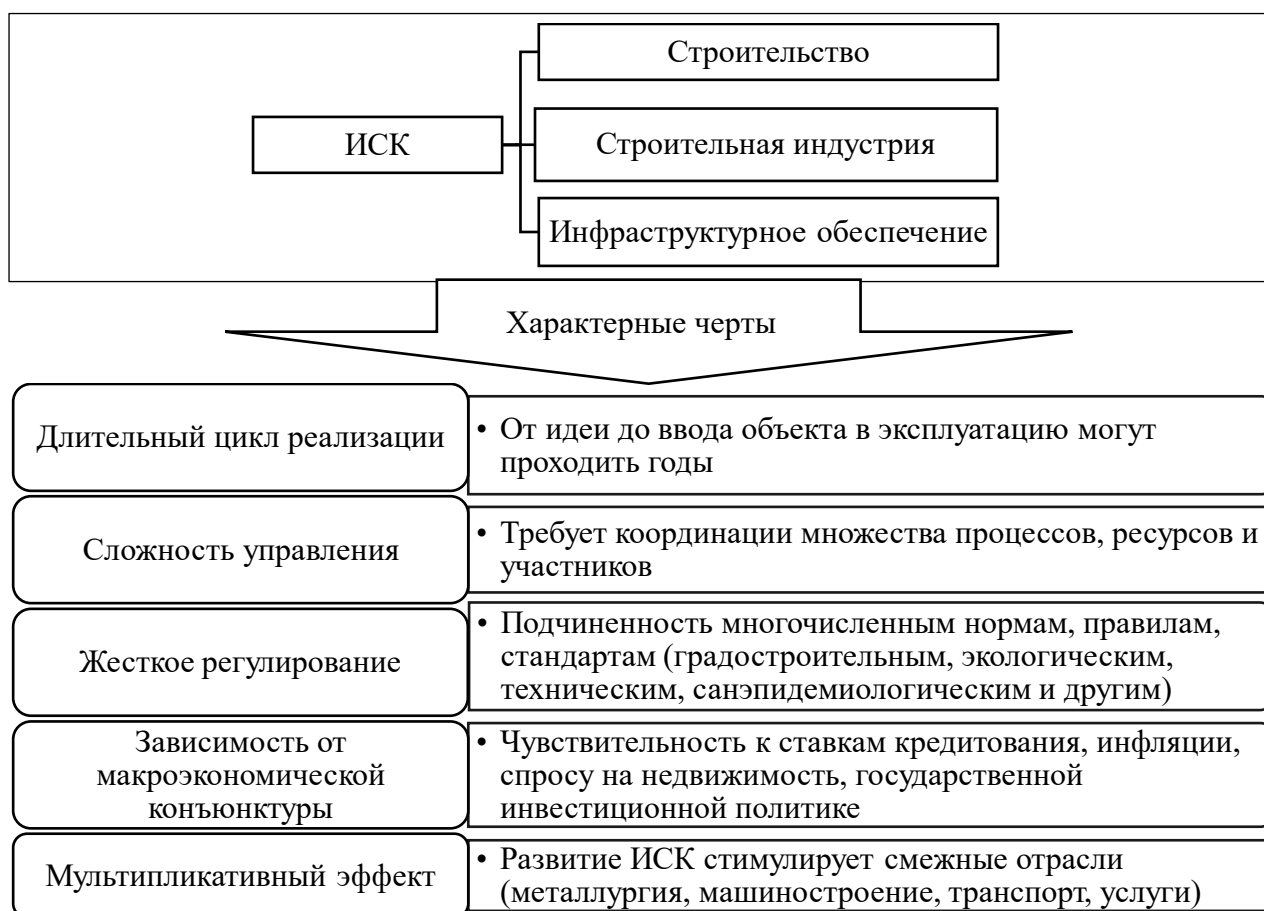 Строительство
ИСК
Строительная индустрия
Инфраструктурное обеспечение
Характерные черты
Длительный цикл реализации
• От идеи до ввода объекта в эксплуатацию могут
проходить годы
Сложность управления
• Требует координации множества процессов, ресурсов и
участников
Жесткое регулирование
• Подчиненность многочисленным нормам, правилам,
стандартам (градостроительным, экологическим,
техническим, санэпидемиологическим и другим)
Зависимость от
макроэкономической
конъюнктуры
• Чувствительность к ставкам кредитования, инфляции,
спросу на недвижимость, государственной
инвестиционной политике
Мультипликативный эффект
• Развитие ИСК стимулирует смежные отрасли
(металлургия, машиностроение, транспорт, услуги)